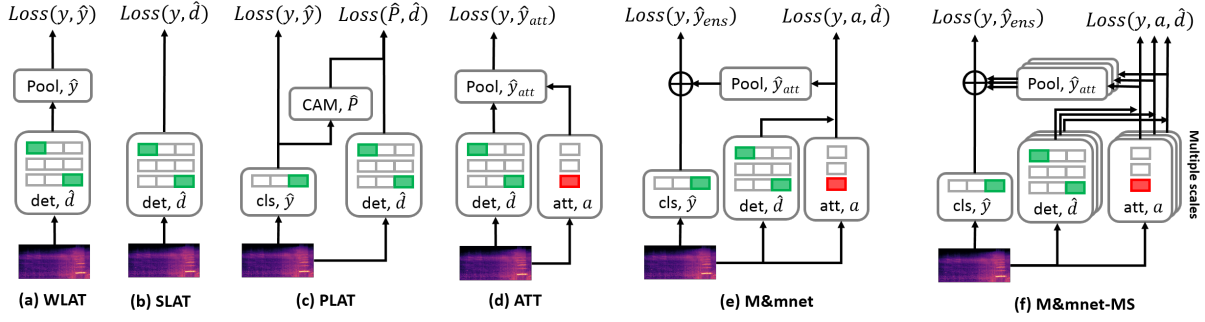 Loss(y, ŷ)
Loss(y, d̂)
Loss(y, ŷ)
Loss(P̂, d̂)
Loss(y, ŷ_att)
Loss(y, ŷ_ens)
Loss(y, a, d̂)
Loss(y, ŷ_ens)
Loss(y, a, d̂)
Pool, ŷ
CAM, P̂
Pool, ŷ_att
Pool, ŷ_att
Pool, ŷ_att
det, d̂
det, d̂
cls, ŷ
det, d̂
det, d̂
att, a
cls, ŷ
det, d̂
att, a
cls, ŷ
det, d̂
att, a
Multiple scales
(a) WLAT
(b) SLAT
(c) PLAT
(d) ATT
(e) M&mnet
(f) M&mnet-MS